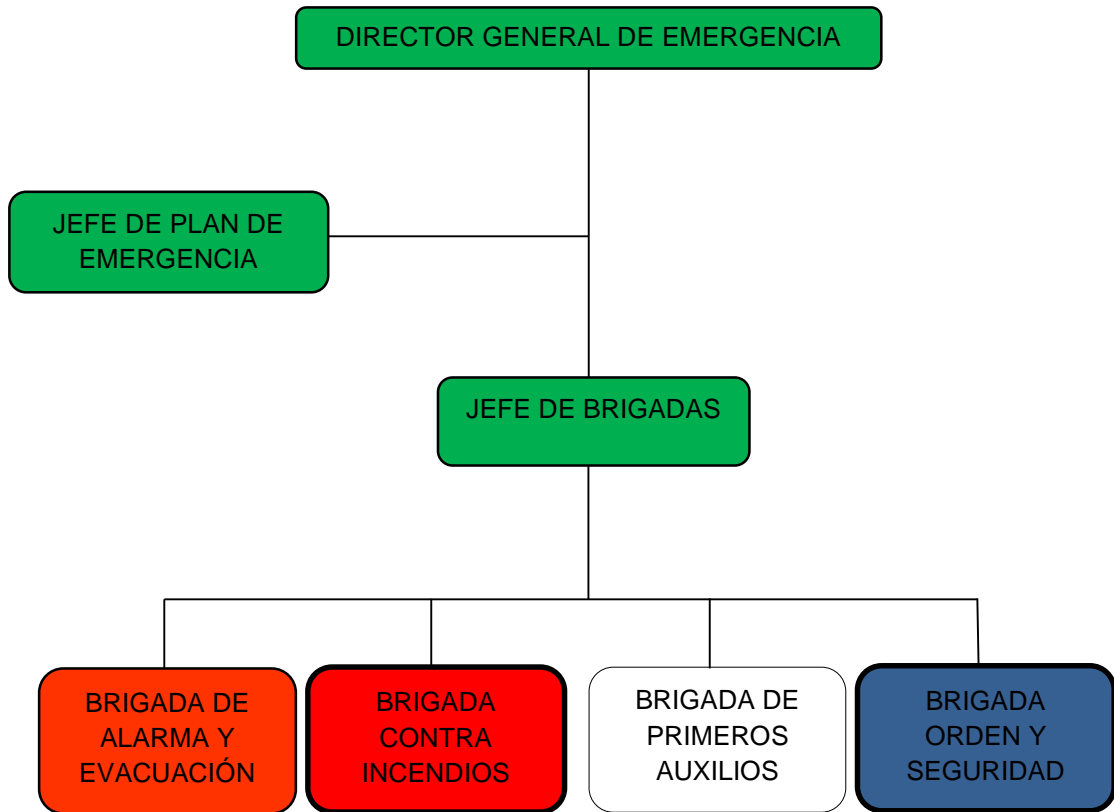 DIRECTOR GENERAL DE EMERGENCIA
JEFE DE PLAN DE
EMERGENCIA
JEFE DE BRIGADAS
BRIGADA DE
ALARMA Y
EVACUACIÓN
BRIGADA
CONTRA
INCENDIOS
BRIGADA DE
PRIMEROS
AUXILIOS
BRIGADA
ORDEN Y
SEGURIDAD